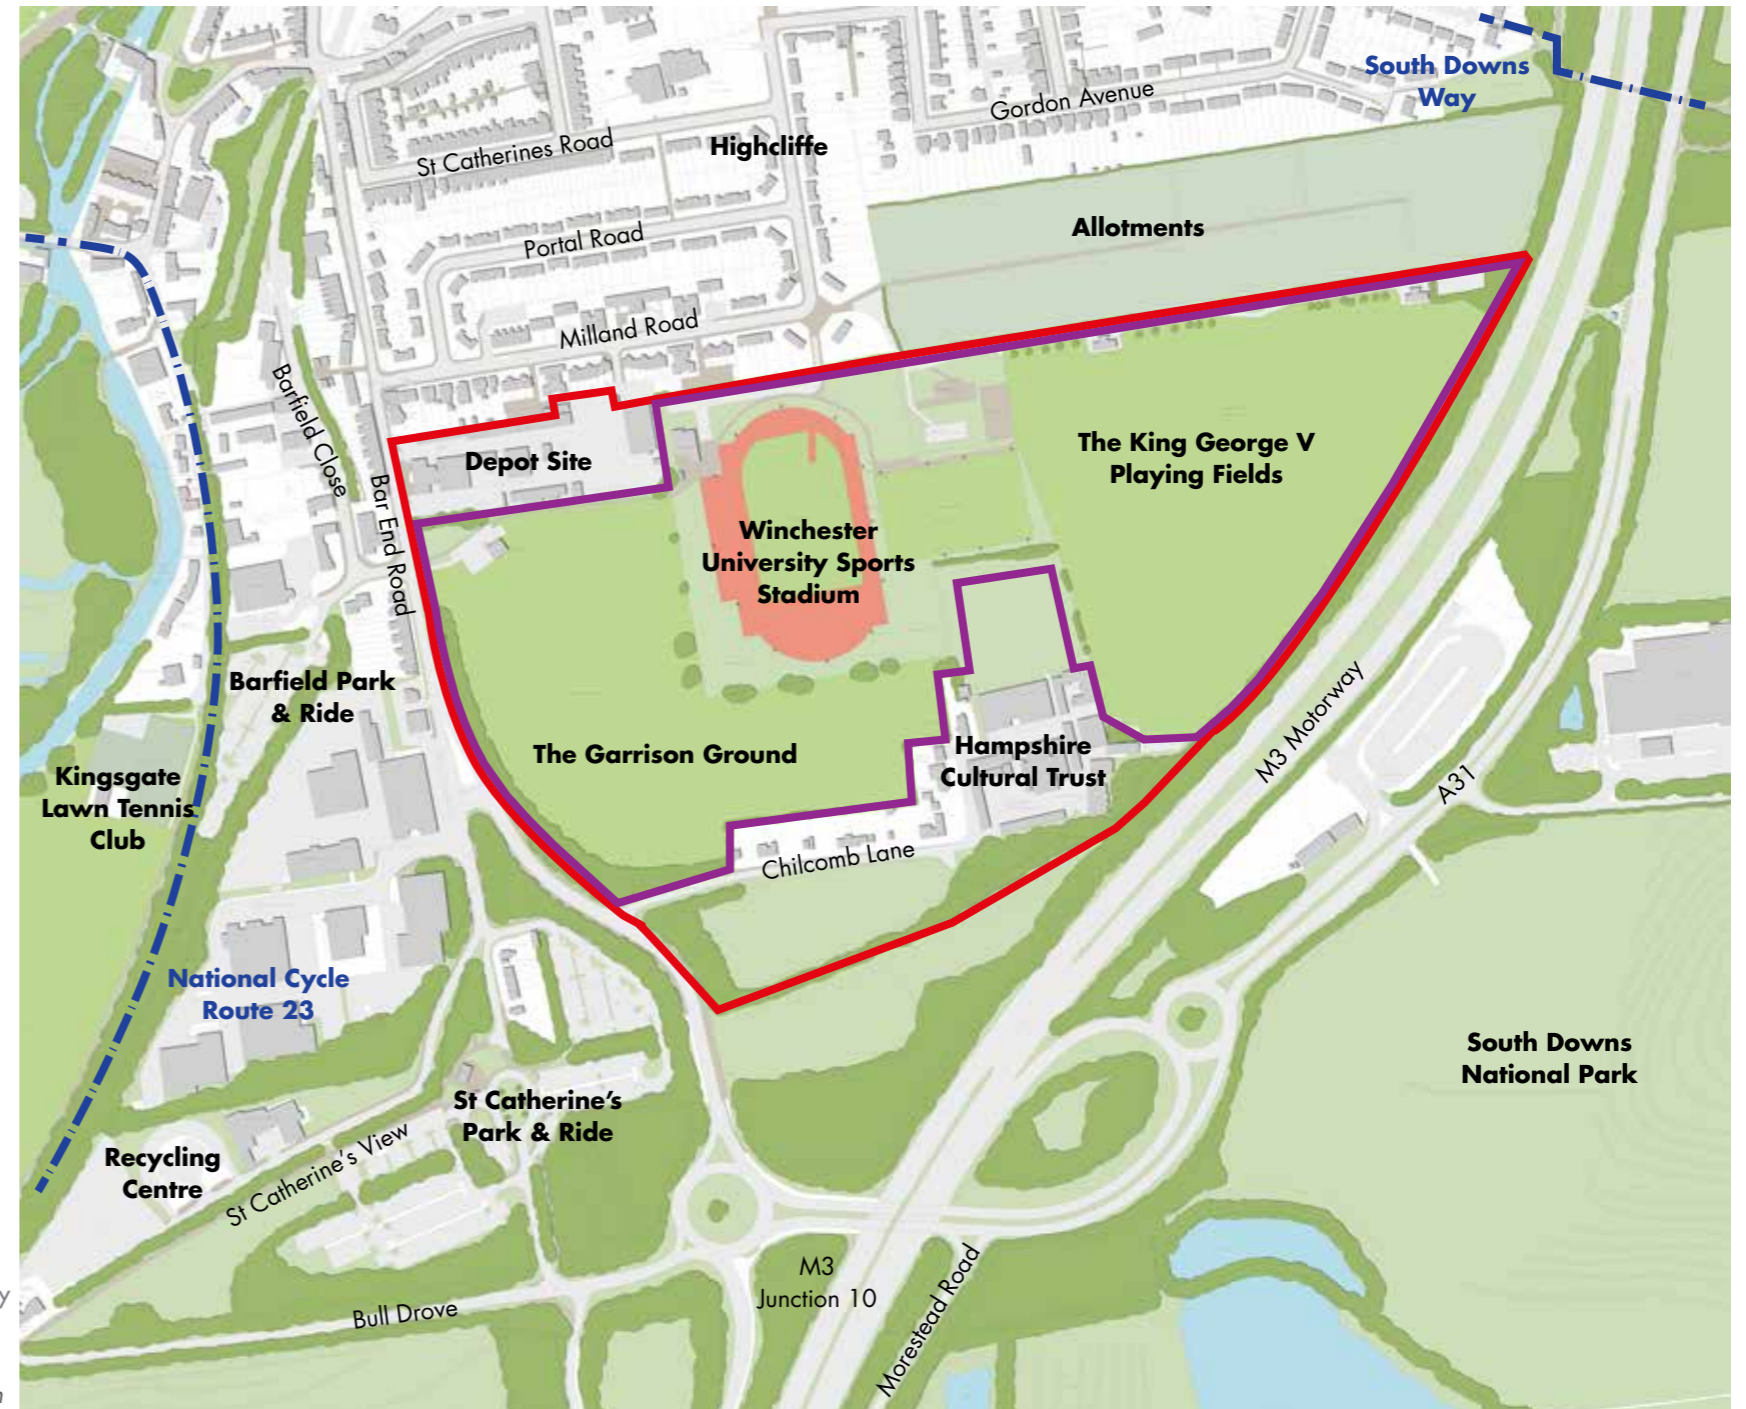 South Downs
Way
Gordon Avenue
St Catherines Road
Highcliffe
Allotments
Portal Road
Milland Road
Barfield Close
Depot Site
The King George V
Playing Fields
Bar End Road
Winchester
University Sports
Stadium
Barfield Park
& Ride
M3 Motorway
The Garrison Ground
Hampshire
Cultural Trust
Kingsgate
Lawn Tennis
Club
A31
Chilcomb Lane
National Cycle
Route 23
South Downs
National Park
St Catherine's
Park & Ride
Recycling
Centre
St Catherine's View
M3
Junction 10
Bull Drove
Morestead Road